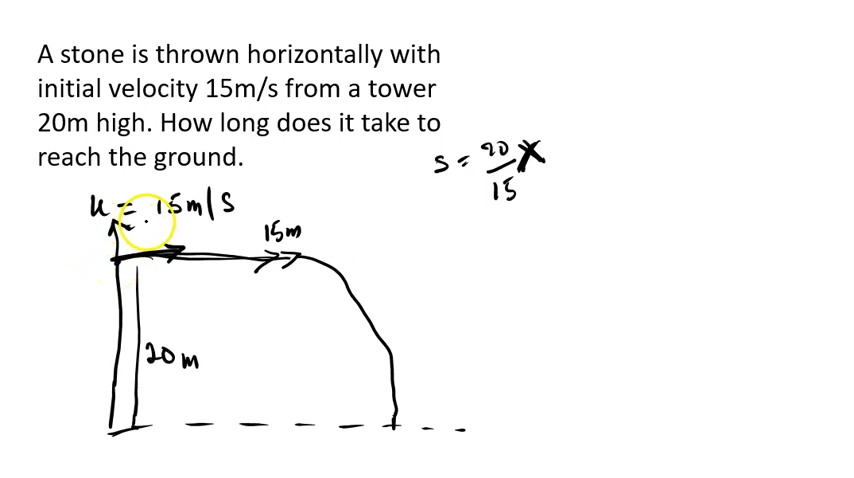 A stone is thrown horizontally with
initial velocity 15m/s from a tower
20m high. How long does it take to
reach the ground.
s = 20/15 X
u = 15m/s
15m
20m